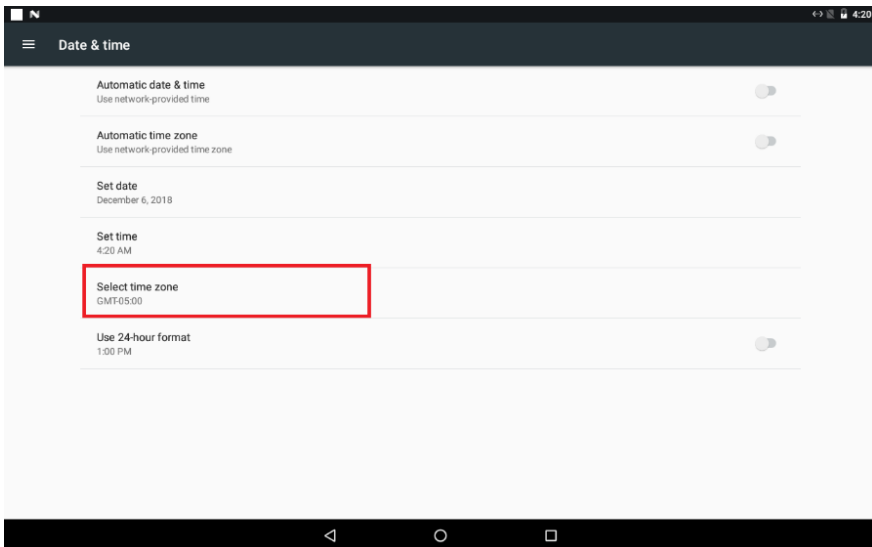 4:20
Date & time
Automatic date & time
Use network-provided time
Automatic time zone
Use network-provided time zone
Set date
December 6, 2018
Set time
4:20 AM
Select time zone
GMT-05:00
Use 24-hour format
1:00 PM